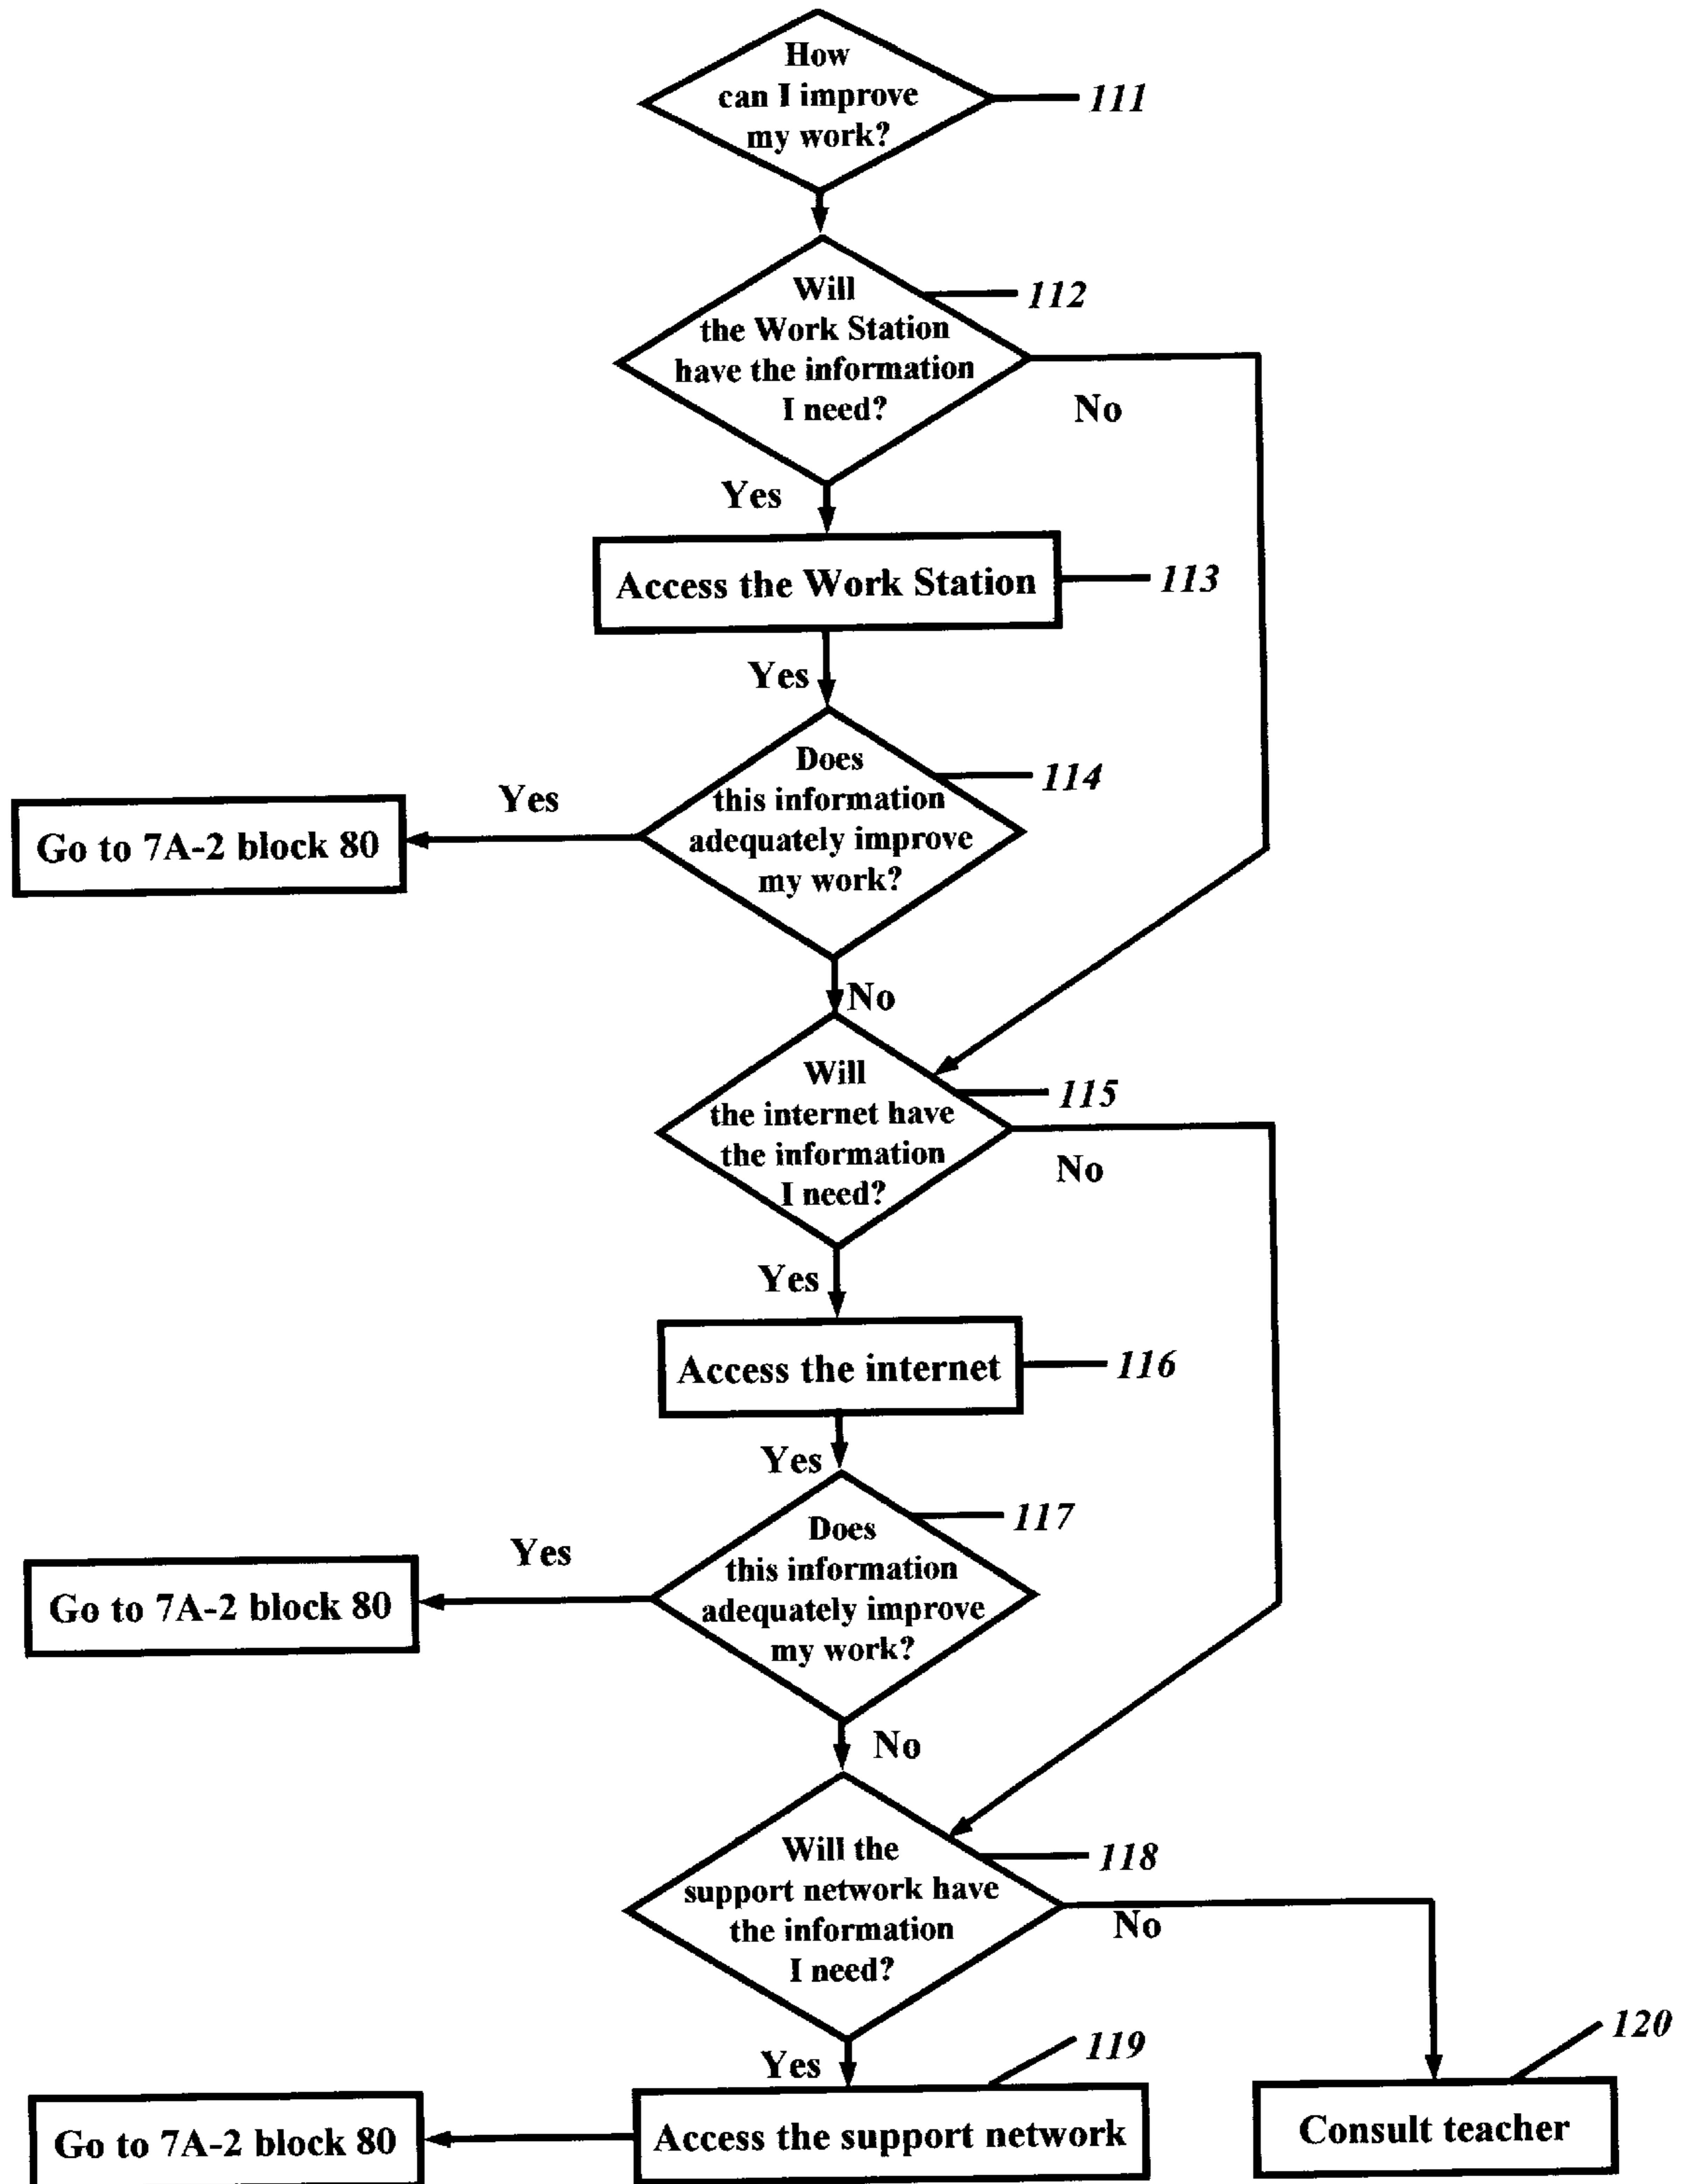 How
can I improve
my work?
111
Will
the Work Station
have the information
I need?
112
No
Yes
Access the Work Station
113
Yes
Does
this information
adequately improve
my work?
114
Yes
Go to 7A-2 block 80
No
Will
the internet have
the information
I need?
115
No
Yes
Access the internet
116
Yes
Does
this information
adequately improve
my work?
117
Yes
Go to 7A-2 block 80
No
Will the
support network have
the information
I need?
118
No
Yes
119
120
Go to 7A-2 block 80
Access the support network
Consult teacher